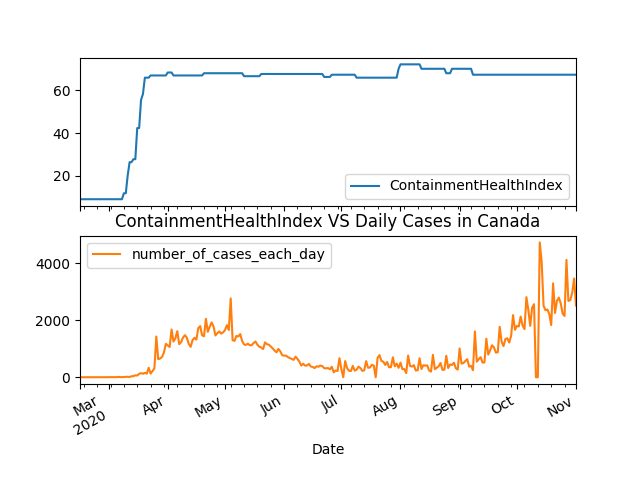 60
40
20
ContainmentHealthIndex
ContainmentHealthIndex VS Daily Cases in Canada
number_of_cases_each_day
4000
2000
0
Mar
2020
Apr
May
Jun
Jul
Aug
Sep
Oct
Nov
Date